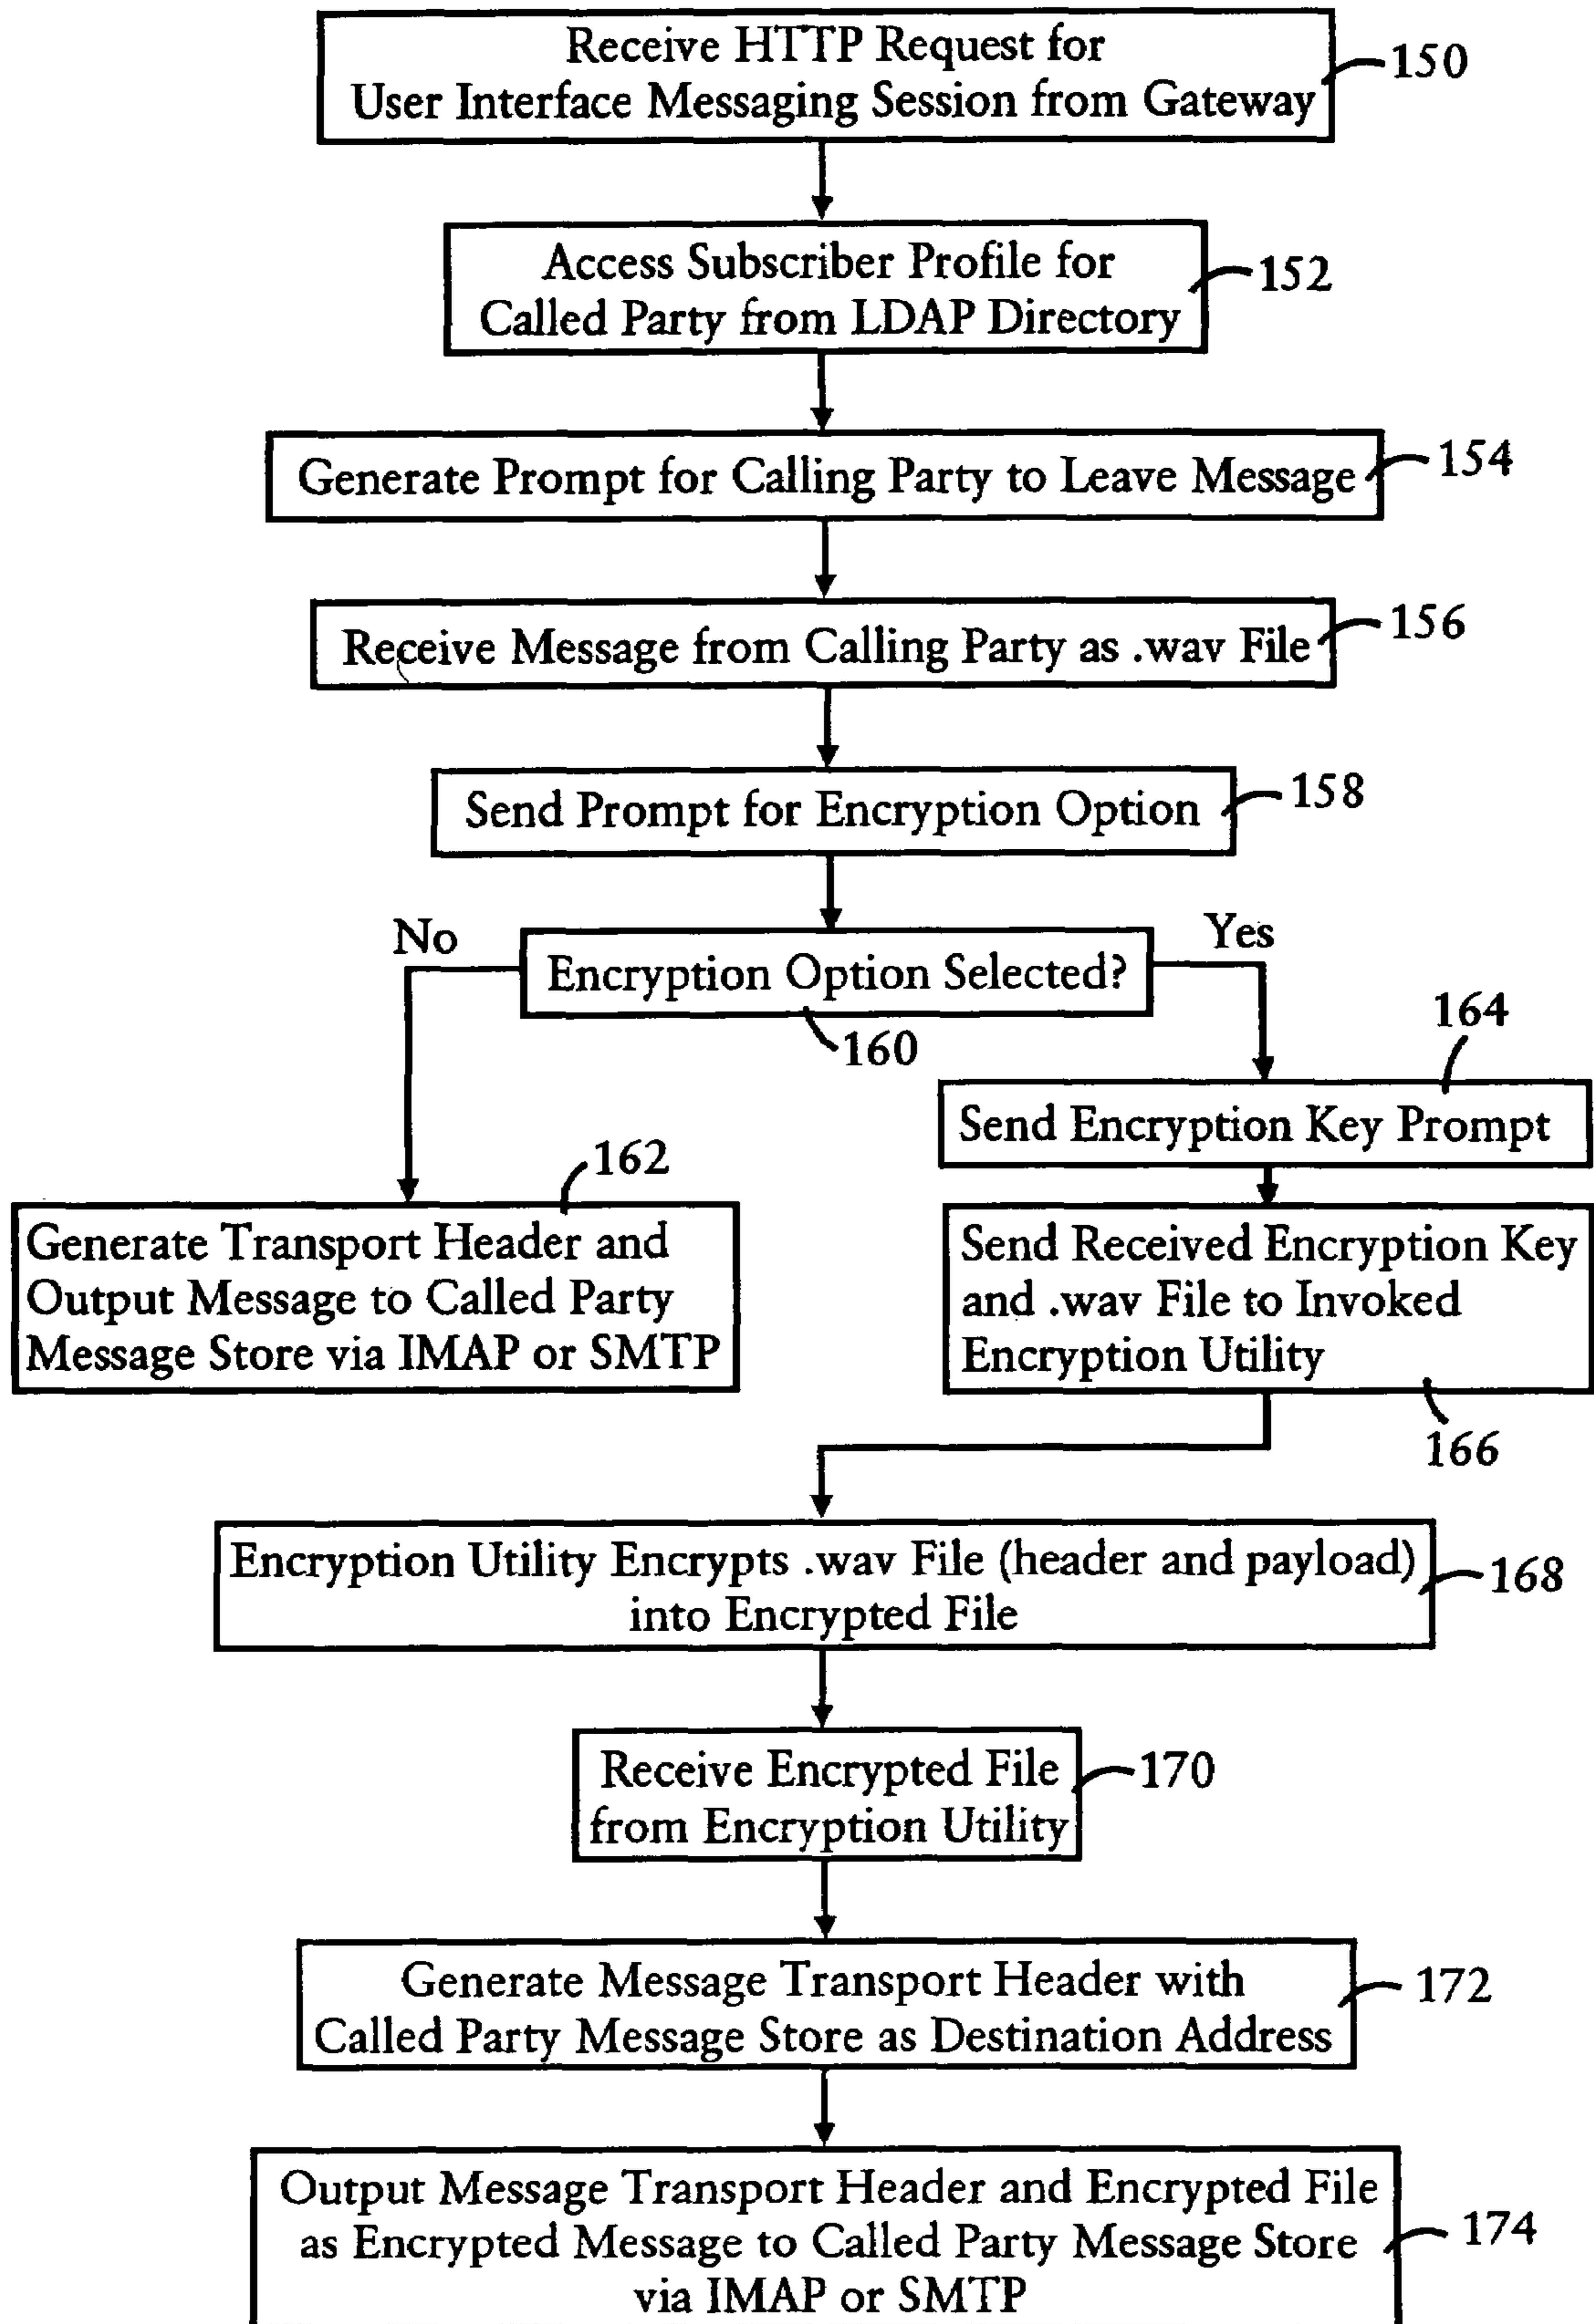 Receive HTTP Request for
User Interface Messaging Session from Gateway
150
Access Subscriber Profile for
Called Party from LDAP Directory
152
Generate Prompt for Calling Party to Leave Message
154
Receive Message from Calling Party as .wav File
156
Send Prompt for Encryption Option
158
No
Yes
Encryption Option Selected?
160
164
Send Encryption Key Prompt
162
Generate Transport Header and
Output Message to Called Party
Message Store via IMAP or SMTP
Send Received Encryption Key
and .wav File to Invoked
Encryption Utility
166
Encryption Utility Encrypts .wav File (header and payload)
into Encrypted File
168
Receive Encrypted File
from Encryption Utility
170
Generate Message Transport Header with
Called Party Message Store as Destination Address
172
Output Message Transport Header and Encrypted File
as Encrypted Message to Called Party Message Store
via IMAP or SMTP
174